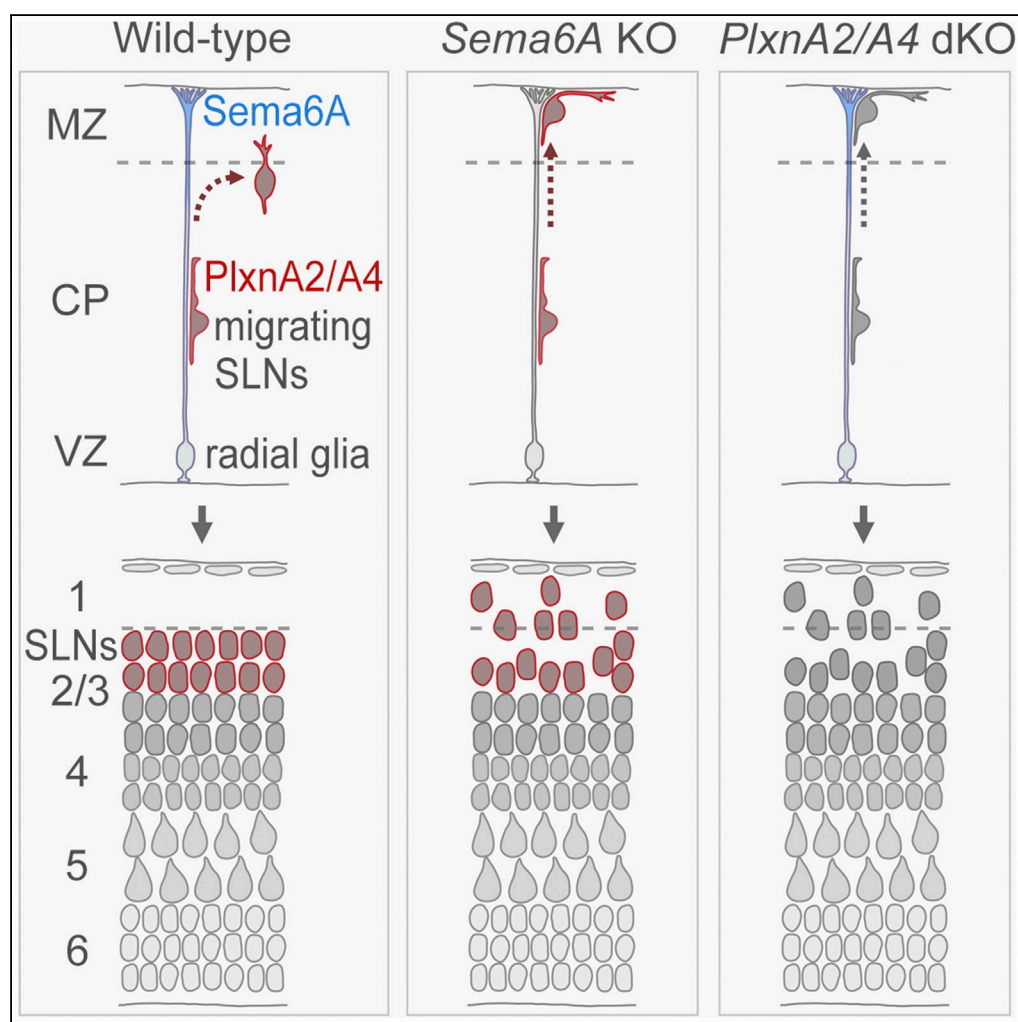 Wild-type
Sema6A KO
PlxnA2/A4 dKO
MZ
Sema6A
CP
PlxnA2/A4
migrating
SLNs
VZ
radial glia
1
SLNs
2/3
4
5
6